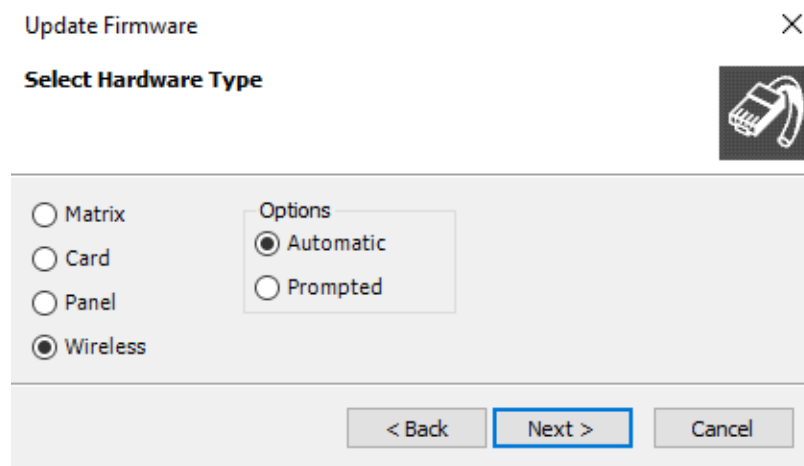 Update Firmware
Select Hardware Type
Matrix
Card
Panel
Wireless
Options
Automatic
Prompted
< Back
Next >
Cancel